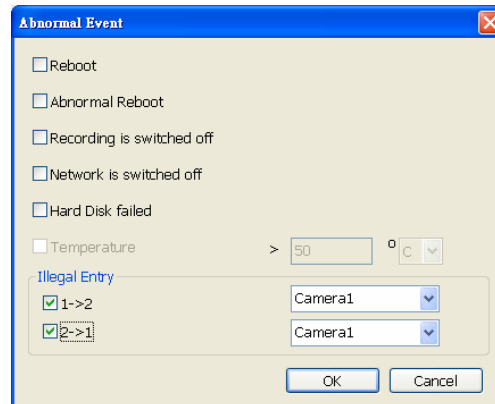 Abnormal Event
Reboot
Abnormal Reboot
Recording is switched off
Network is switched off
Hard Disk failed
Temperature > 50 °C
Illegal Entry
1->2 Camera1
2->1 Camera1
OK Cancel